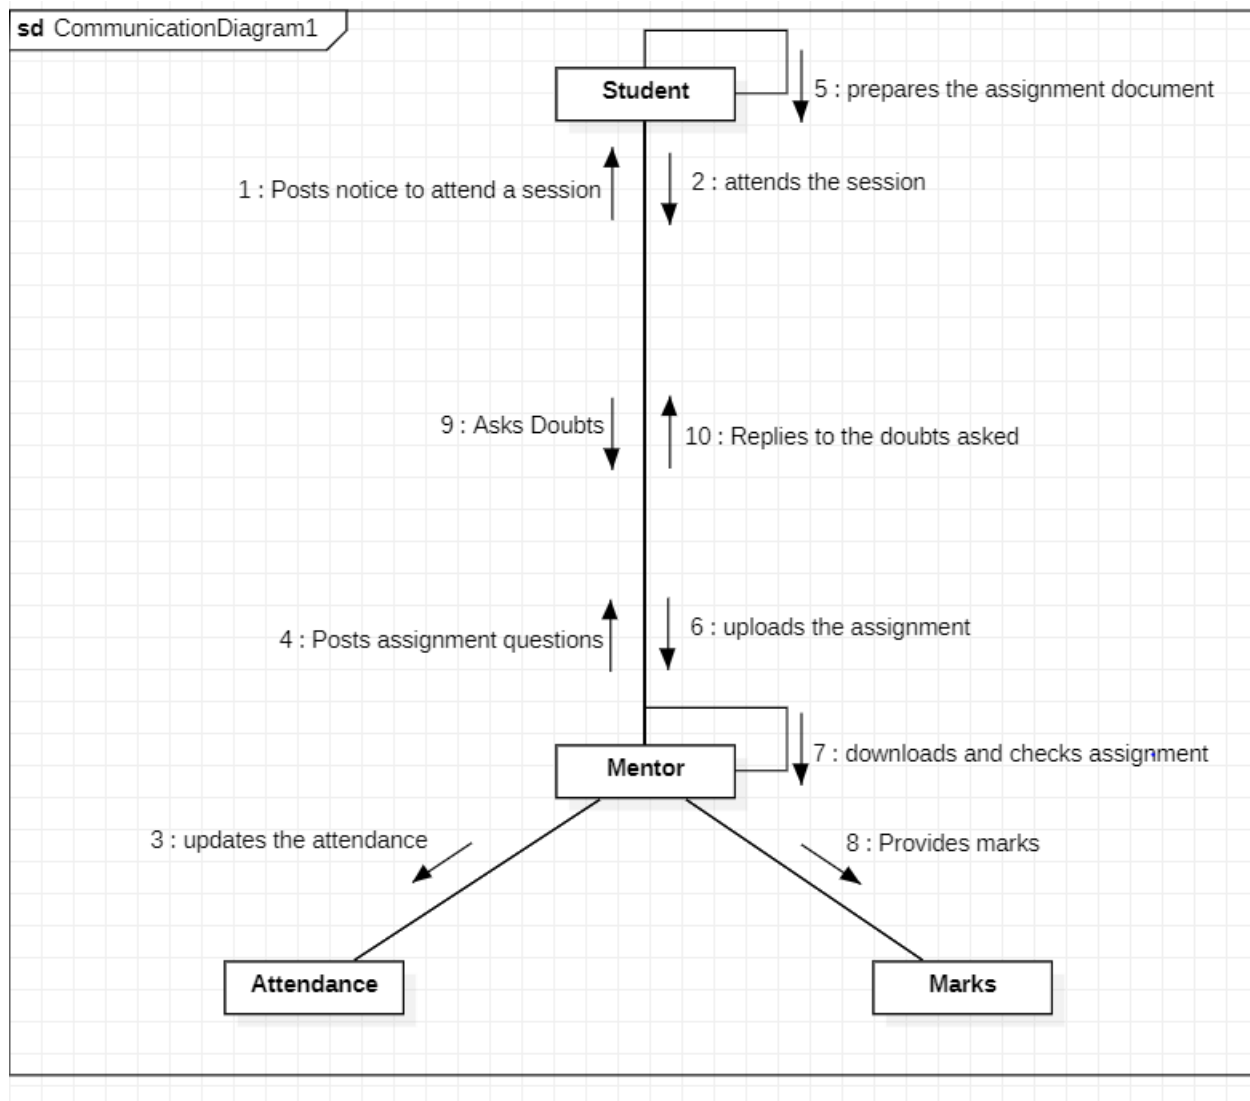 sd CommunicationDiagram1
Student
5 : prepares the assignment document
1 : Posts notice to attend a session
2 : attends the session
9 : Asks Doubts
10 : Replies to the doubts asked
4 : Posts assignment questions
6 : uploads the assignment
Mentor
7 : downloads and checks assignment
3 : updates the attendance
8 : Provides marks
Attendance
Marks